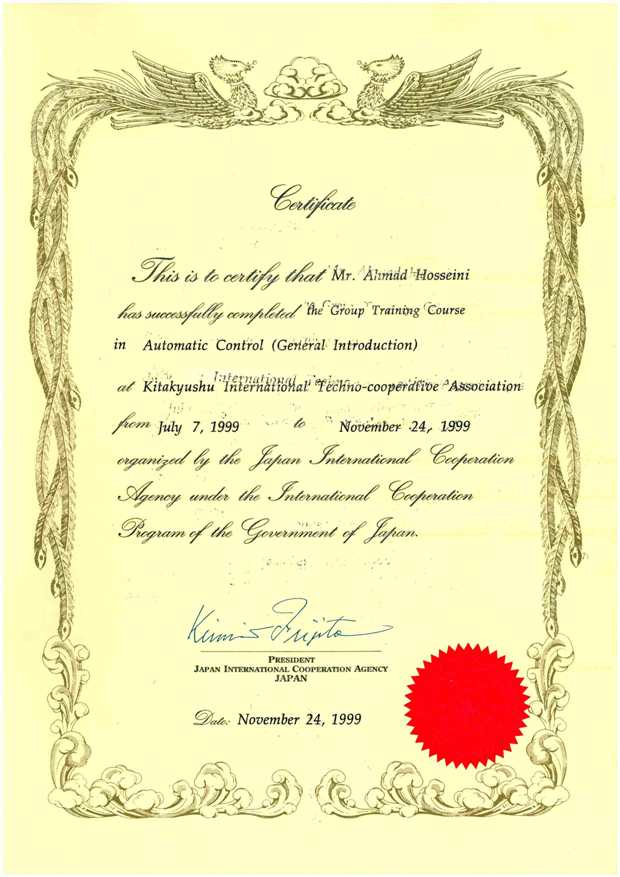 Certificate
This is to certify that Mr. Ahmad Hosseini
has successfully completed the Group Training Course
in Automatic Control (General Introduction)
at Kitakyushu International Techno-cooperative Association
from July 7, 1999 to November 24, 1999
organized by the Japan International Cooperation
Agency under the International Cooperation
Program of the Government of Japan.
Kimio Fujita
PRESIDENT
JAPAN INTERNATIONAL COOPERATION AGENCY
JAPAN
Date: November 24, 1999